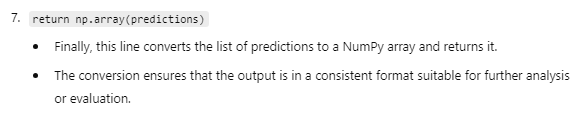 7. return np.array(predictions)
• Finally, this line converts the list of predictions to a NumPy array and returns it.
• The conversion ensures that the output is in a consistent format suitable for further analysis
or evaluation.